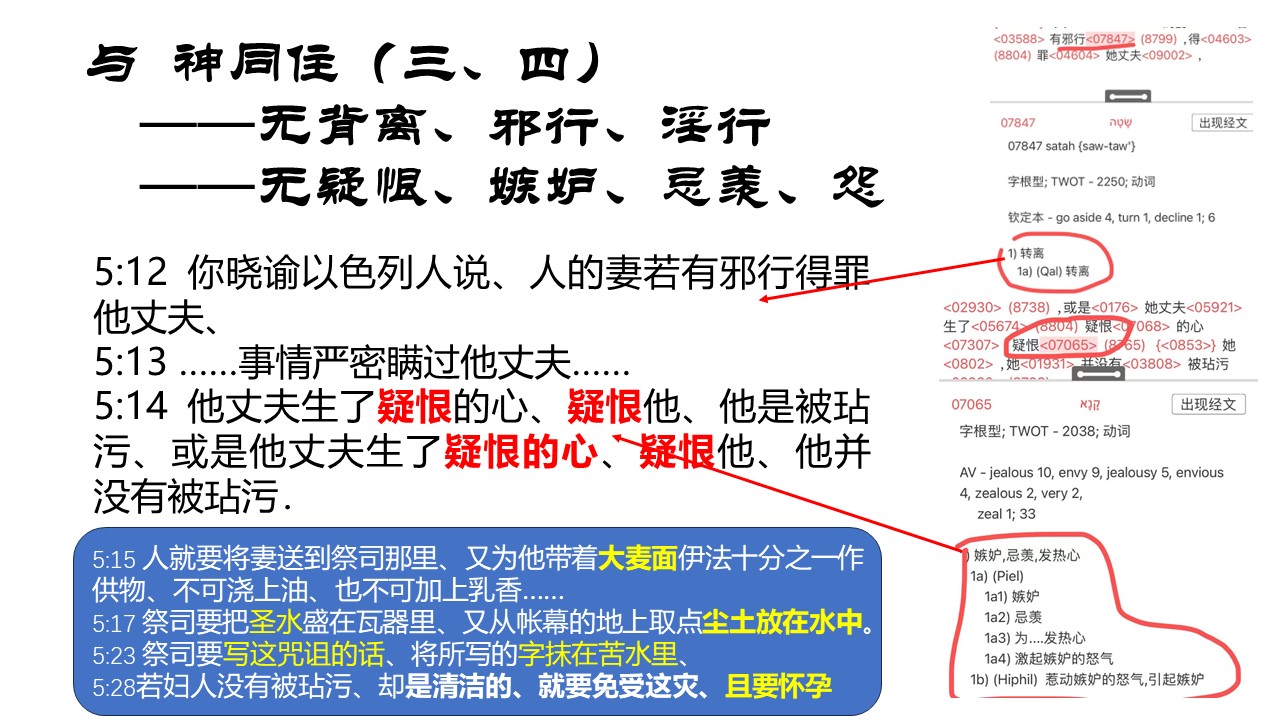 与 神同住（三、四）
——无背离、邪行、淫行
——无疑恨、嫉妒、忌羡、怨
5:12 你晓谕以色列人说、人的妻若有邪行得罪
他丈夫、
5:13 ……事情严密瞒过他丈夫……
5:14 他丈夫生了疑恨的心、疑恨他、他是被玷
污、或是他丈夫生了疑恨的心、疑恨他、他并
没有被玷污．
5:15 人就要将妻送到祭司那里、又为他带着大麦面伊法十分之一作
供物、不可浇上油、也不可加上乳香……
5:17 祭司要把圣水盛在瓦器里、又从帐幕的地上取点尘土放在水中。
5:23 祭司要写这咒诅的话、将所写的字抹在苦水里、
5:28若妇人没有被玷污、却是清洁的、就要免受这灾、且要怀孕
<03588> 有邪行<07847> (8799) ,得<04603>
(8804) 罪<04604> 她丈夫<09002> ,
07847 שָׂטָה 出现经文
07847 satah {saw-taw'}
字根型; TWOT - 2250; 动词
钦定本 - go aside 4, turn 1, decline 1; 6
1) 转离
1a) (Qal) 转离
<02930> (8738) ,或是<0176> 她丈夫<05921>
生了<05674> (8804) 疑恨<07068> 的心
<07307> 疑恨<07065> (8765) {<0853>} 她
<0802> ,她<01931> 并没有<03808> 被玷污
07065 קָנָא 出现经文
字根型; TWOT - 2038; 动词
AV - jealous 10, envy 9, jealousy 5, envious
4, zealous 2, very 2,
zeal 1; 33
) 嫉妒,忌羡,发热心
1a) (Piel)
1a1) 嫉妒
1a2) 忌羡
1a3) 为....发热心
1a4) 激起嫉妒的怒气
1b) (Hiphil) 惹动嫉妒的怒气,引起嫉妒